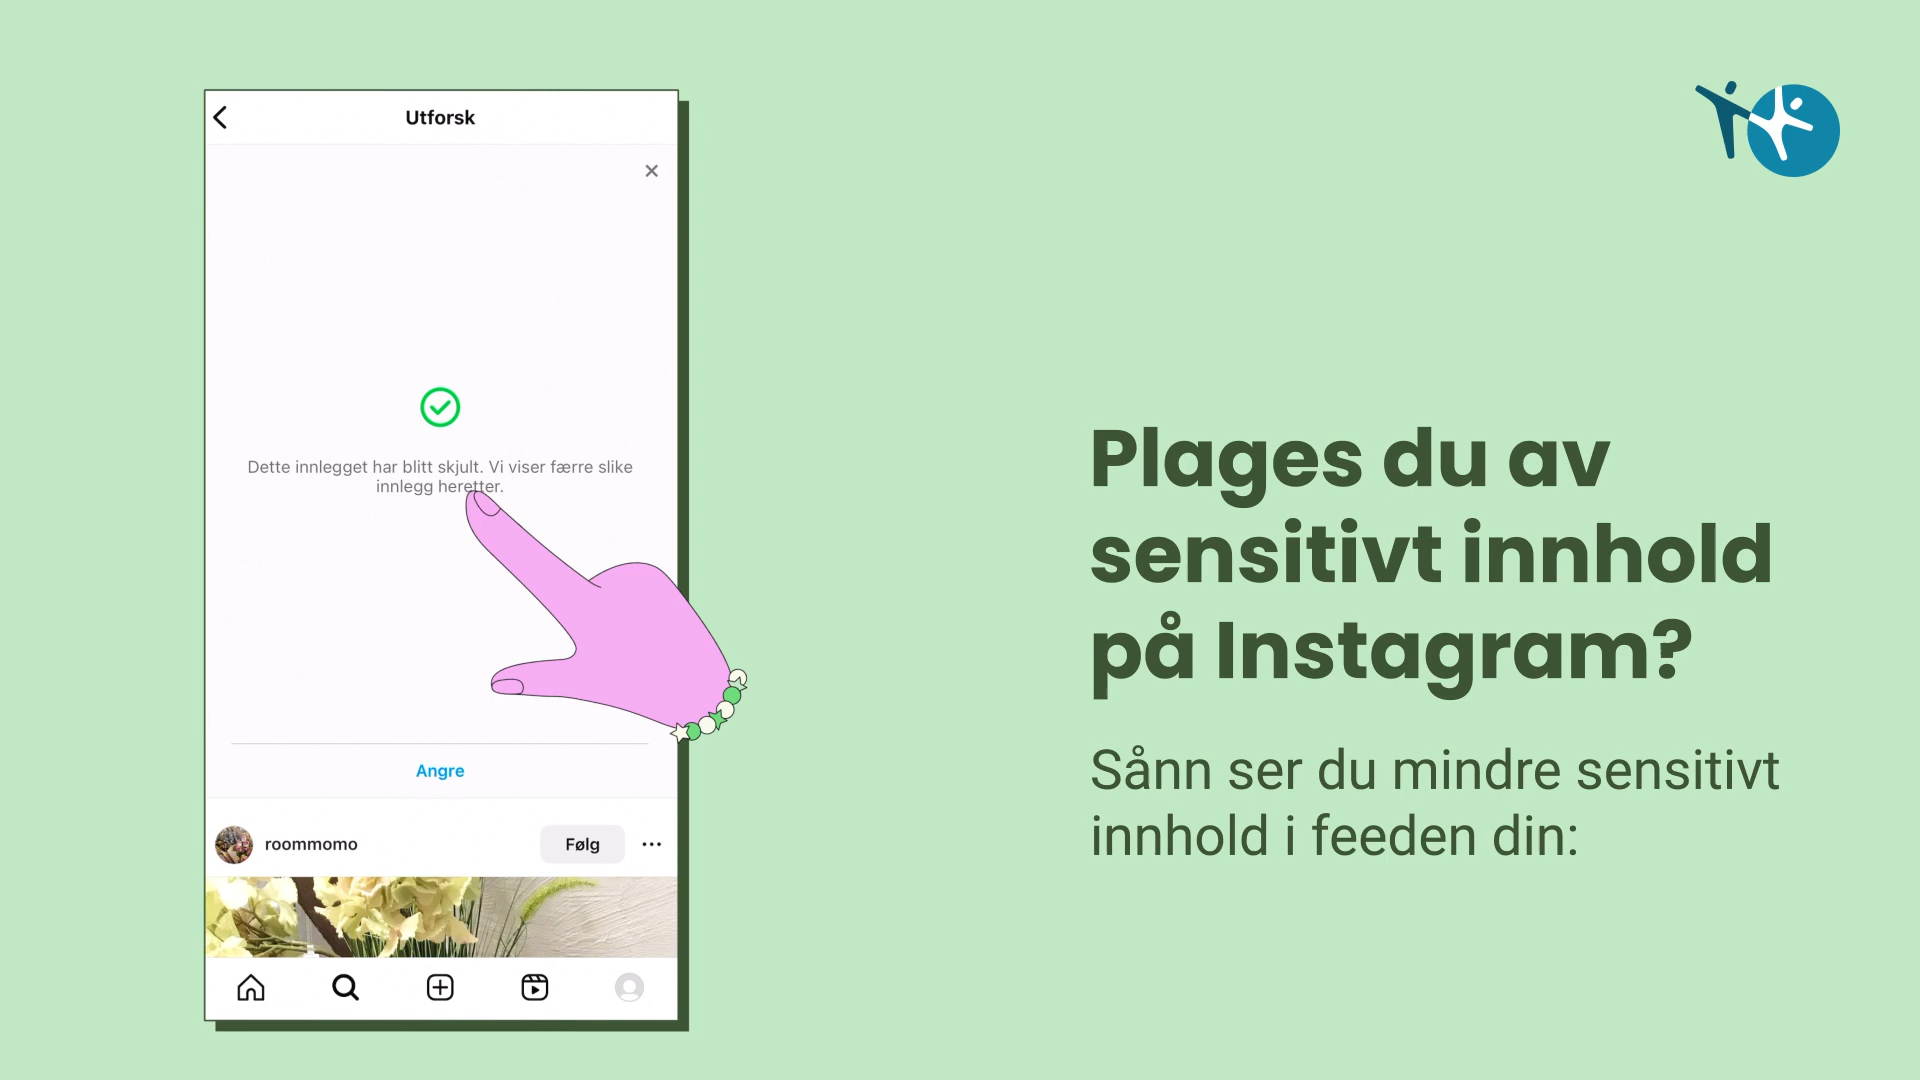 Utforsk
Dette innlegget har blitt skjult. Vi viser færre slike
innlegg heretter.
Angre
roommomo
Følg
Plages du av
sensitivt innhold
på Instagram?
Sånn ser du mindre sensitivt
innhold i feeden din: